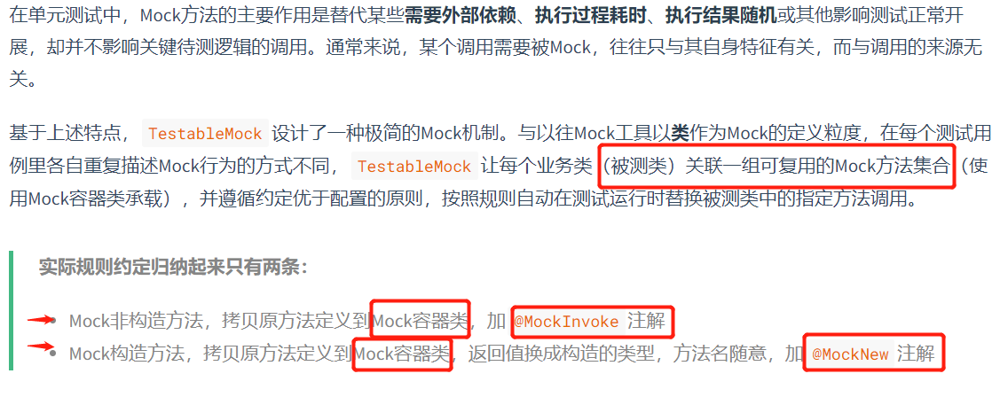 在单元测试中，Mock方法的主要作用是替代某些需要外部依赖、执行过程耗时、执行结果随机或其他影响测试正常开
展，却并不影响关键待测逻辑的调用。通常来说，某个调用需要被Mock，往往只与其自身特征有关，而与调用的来源无
关。
基于上述特点， TestableMock 设计了一种极简的Mock机制。与以往Mock工具以类作为Mock的定义粒度，在每个测试用
例里各自重复描述Mock行为的方式不同， TestableMock 让每个业务类（被测类）关联一组可复用的Mock方法集合（使
用Mock容器类承载），并遵循约定优于配置的原则，按照规则自动在测试运行时替换被测类中的指定方法调用。
实际规则约定归纳起来只有两条：
Mock非构造方法，拷贝原方法定义到Mock容器类，加 @MockInvoke 注解
Mock构造方法，拷贝原方法定义到Mock容器类，返回值换成构造的类型，方法名随意，加 @MockNew 注解